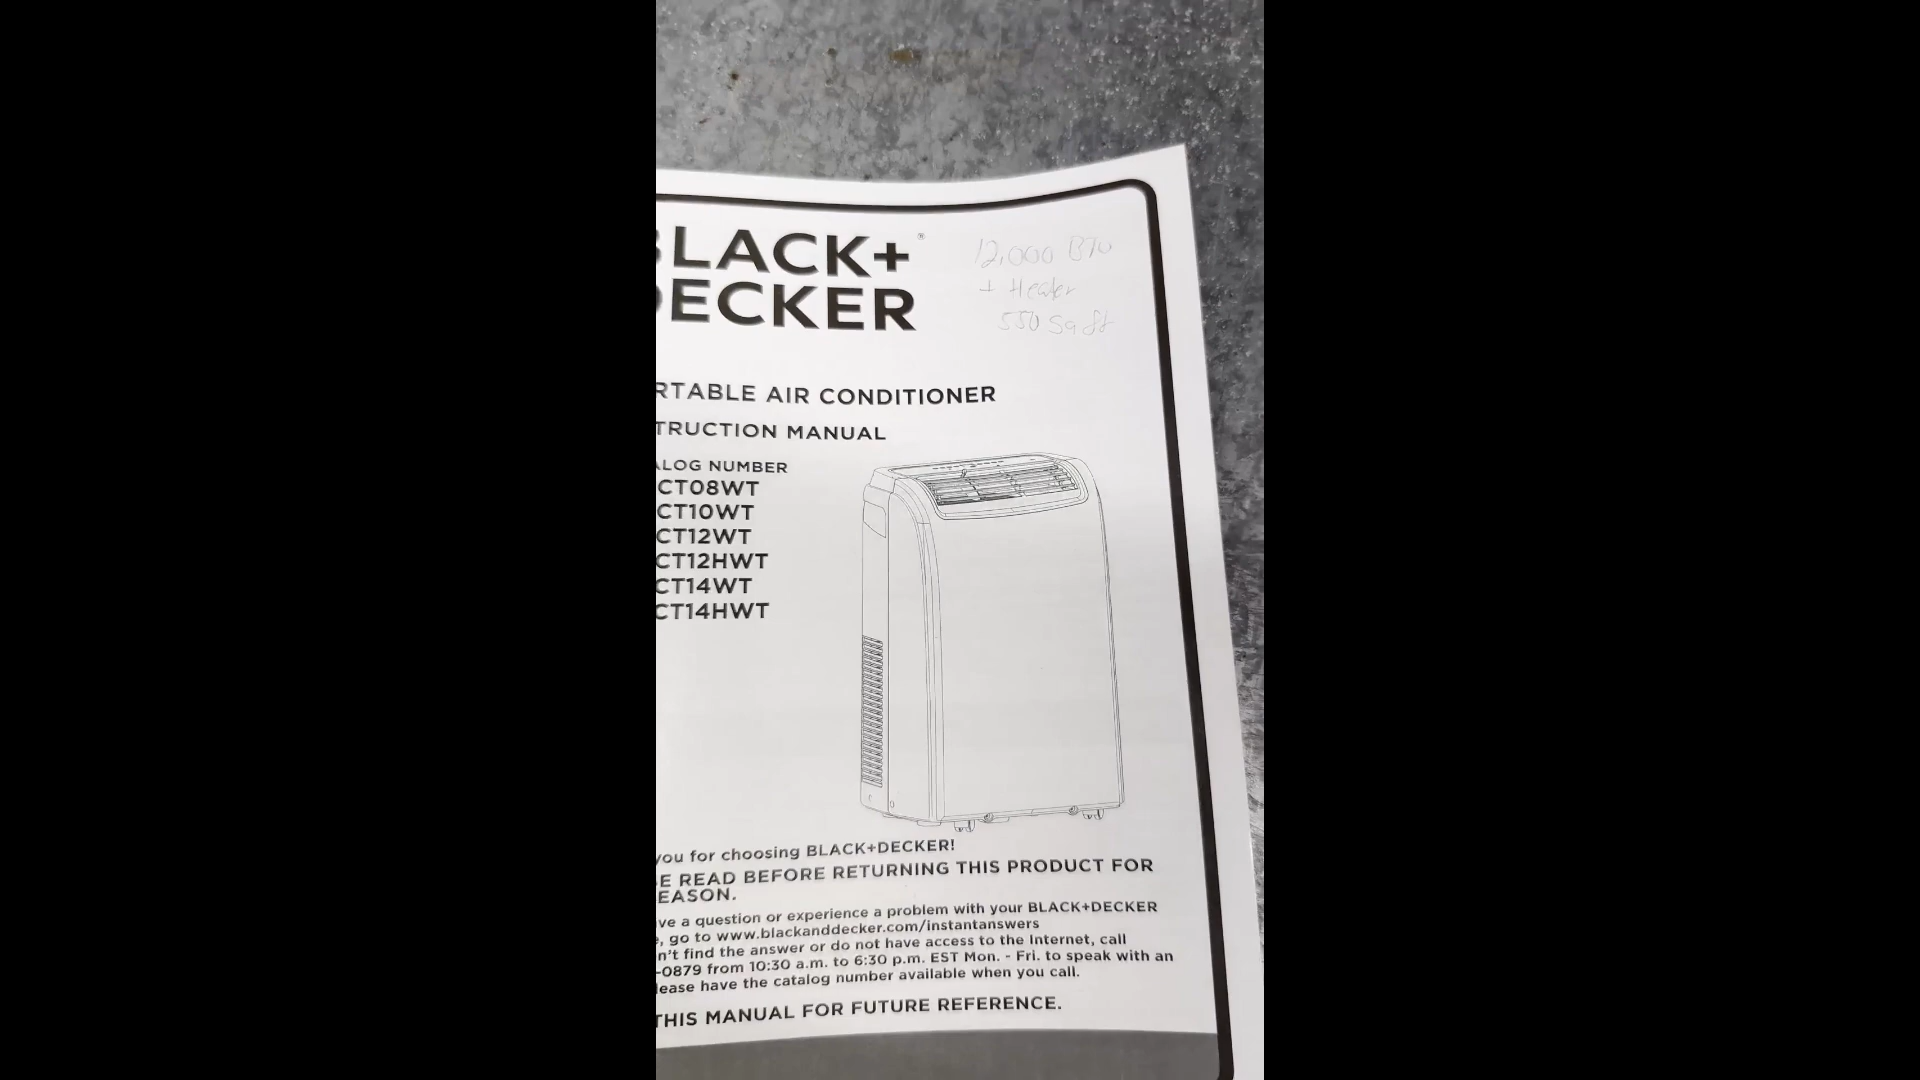 BLACK+
DECKER
®
12,000 BTU
+ Heater
550 Sq ft
RTABLE AIR CONDITIONER
TRUCTION MANUAL
ALOG NUMBER
CT08WT
CT10WT
CT12WT
CT12HWT
CT14WT
CT14HWT
you for choosing BLACK+DECKER!
E READ BEFORE RETURNING THIS PRODUCT FOR
EASON.
ve a question or experience a problem with your BLACK+DECKER
, go to www.blackanddecker.com/instantanswers
n't find the answer or do not have access to the Internet, call
-0879 from 10:30 a.m. to 6:30 p.m. EST Mon. - Fri. to speak with an
ease have the catalog number available when you call.
THIS MANUAL FOR FUTURE REFERENCE.